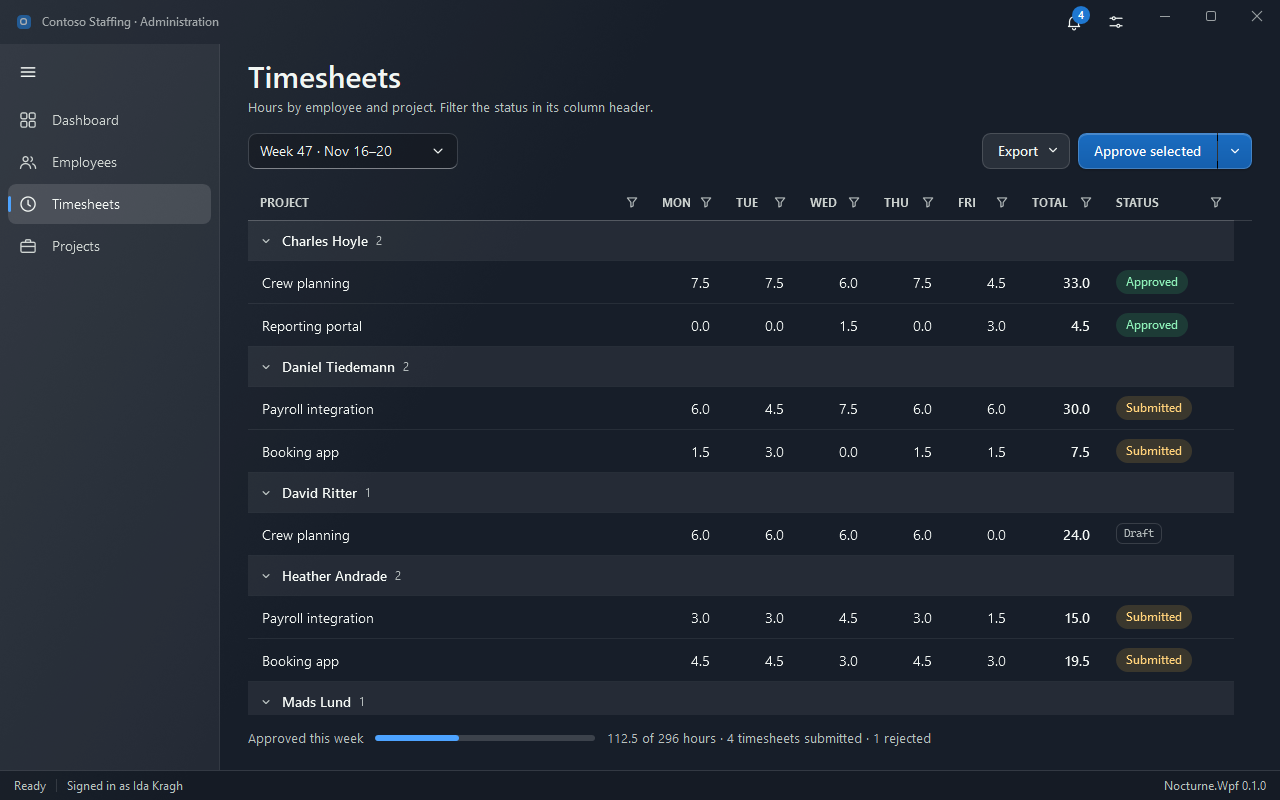 Contoso Staffing · Administration
4
Dashboard
Employees
Timesheets
Projects
Timesheets
Hours by employee and project. Filter the status in its column header.
Week 47 · Nov 16–20
Export
Approve selected
PROJECT MON TUE WED THU FRI TOTAL STATUS
Charles Hoyle 2
Crew planning 7.5 7.5 6.0 7.5 4.5 33.0 Approved
Reporting portal 0.0 0.0 1.5 0.0 3.0 4.5 Approved
Daniel Tiedemann 2
Payroll integration 6.0 4.5 7.5 6.0 6.0 30.0 Submitted
Booking app 1.5 3.0 0.0 1.5 1.5 7.5 Submitted
David Ritter 1
Crew planning 6.0 6.0 6.0 6.0 0.0 24.0 Draft
Heather Andrade 2
Payroll integration 3.0 3.0 4.5 3.0 1.5 15.0 Submitted
Booking app 4.5 4.5 3.0 4.5 3.0 19.5 Submitted
Mads Lund 1
Approved this week 112.5 of 296 hours · 4 timesheets submitted · 1 rejected
Ready Signed in as Ida Kragh Nocturne.Wpf 0.1.0